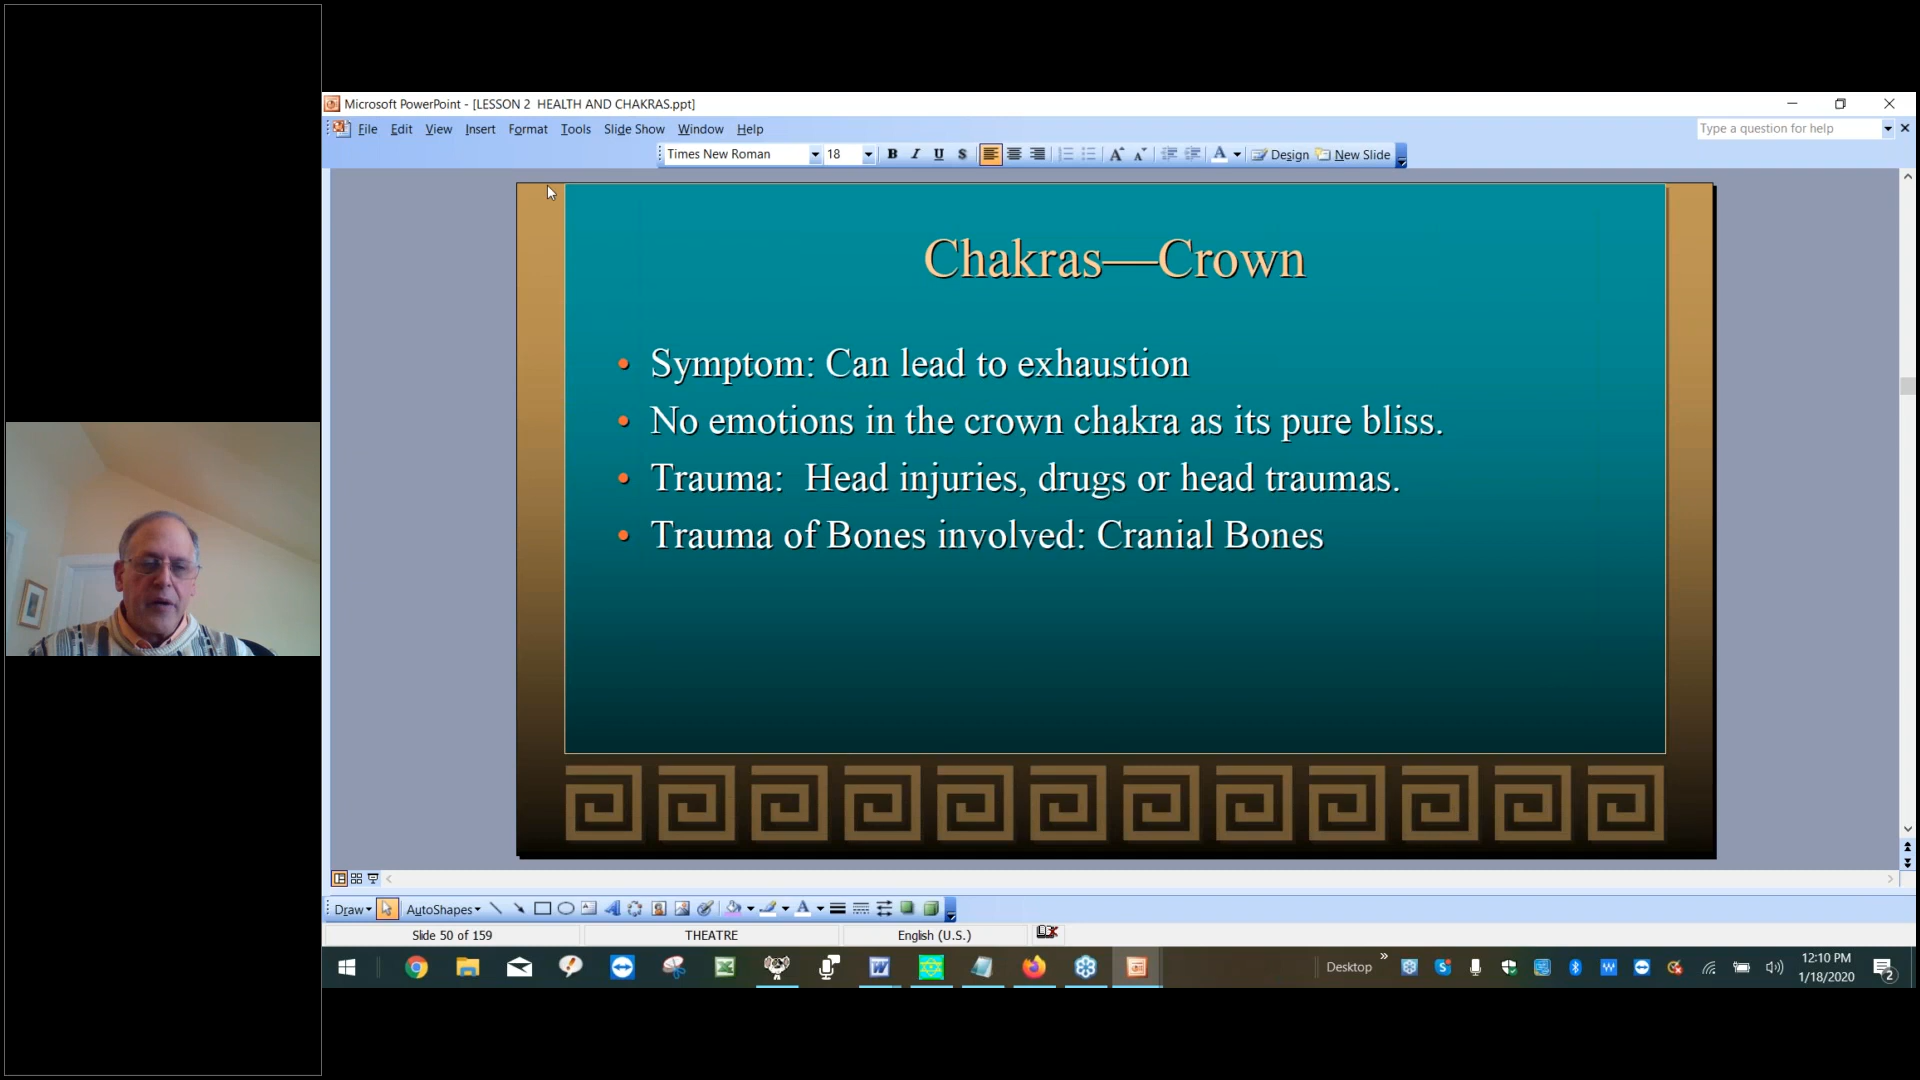 Microsoft PowerPoint - [LESSON 2 HEALTH AND CHAKRAS.ppt]
File Edit View Insert Format Tools Slide Show Window Help
Type a question for help
Times New Roman 18 B I U S A A A Design New Slide
Chakras—Crown
• Symptom: Can lead to exhaustion
• No emotions in the crown chakra as its pure bliss.
• Trauma:  Head injuries, drugs or head traumas.
• Trauma of Bones involved: Cranial Bones
Draw AutoShapes A A
Slide 50 of 159 THEATRE English (U.S.)
Desktop
12:10 PM
1/18/2020
2